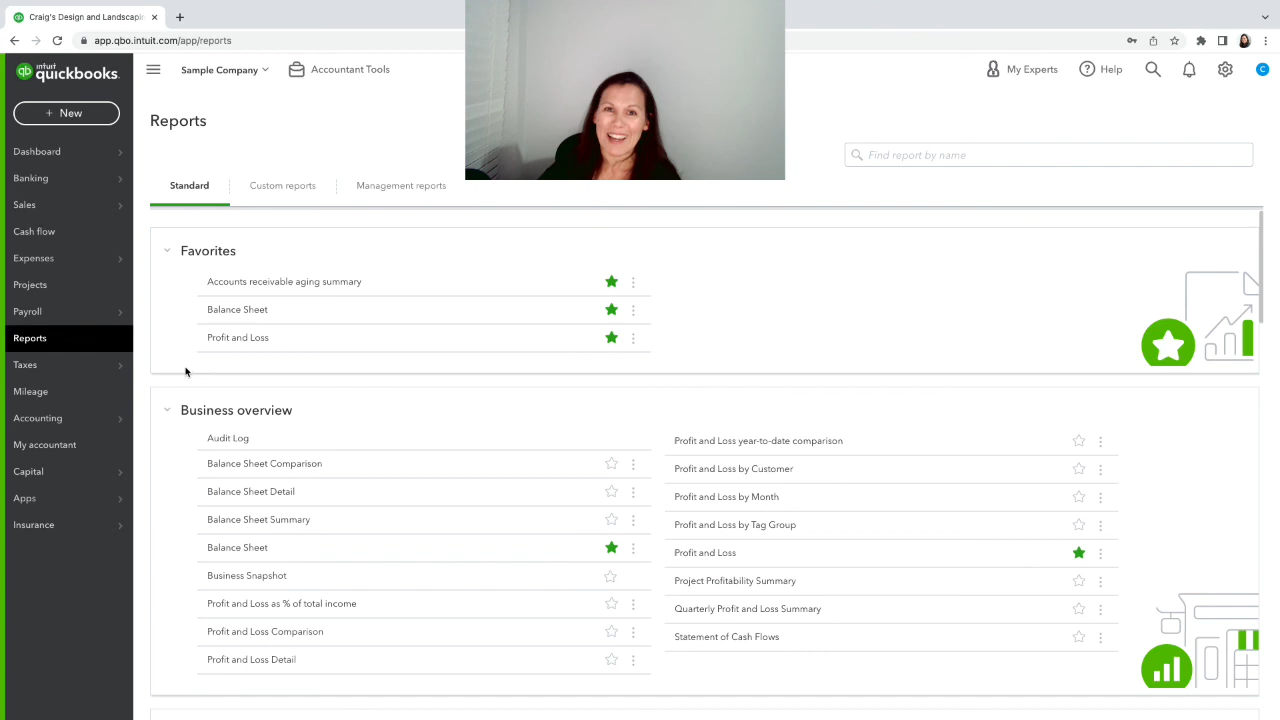 Craig's Design and Landscapin
app.qbo.intuit.com/app/reports
intuit quickbooks.
Sample Company
Accountant Tools
My Experts
Help
C
+ New
Dashboard
Banking
Sales
Cash flow
Expenses
Projects
Payroll
Reports
Taxes
Mileage
Accounting
My accountant
Capital
Apps
Insurance
Reports
Find report by name
Standard
Custom reports
Management reports
Favorites
Accounts receivable aging summary
Balance Sheet
Profit and Loss
Business overview
Audit Log
Balance Sheet Comparison
Balance Sheet Detail
Balance Sheet Summary
Balance Sheet
Business Snapshot
Profit and Loss as % of total income
Profit and Loss Comparison
Profit and Loss Detail
Profit and Loss year-to-date comparison
Profit and Loss by Customer
Profit and Loss by Month
Profit and Loss by Tag Group
Profit and Loss
Project Profitability Summary
Quarterly Profit and Loss Summary
Statement of Cash Flows